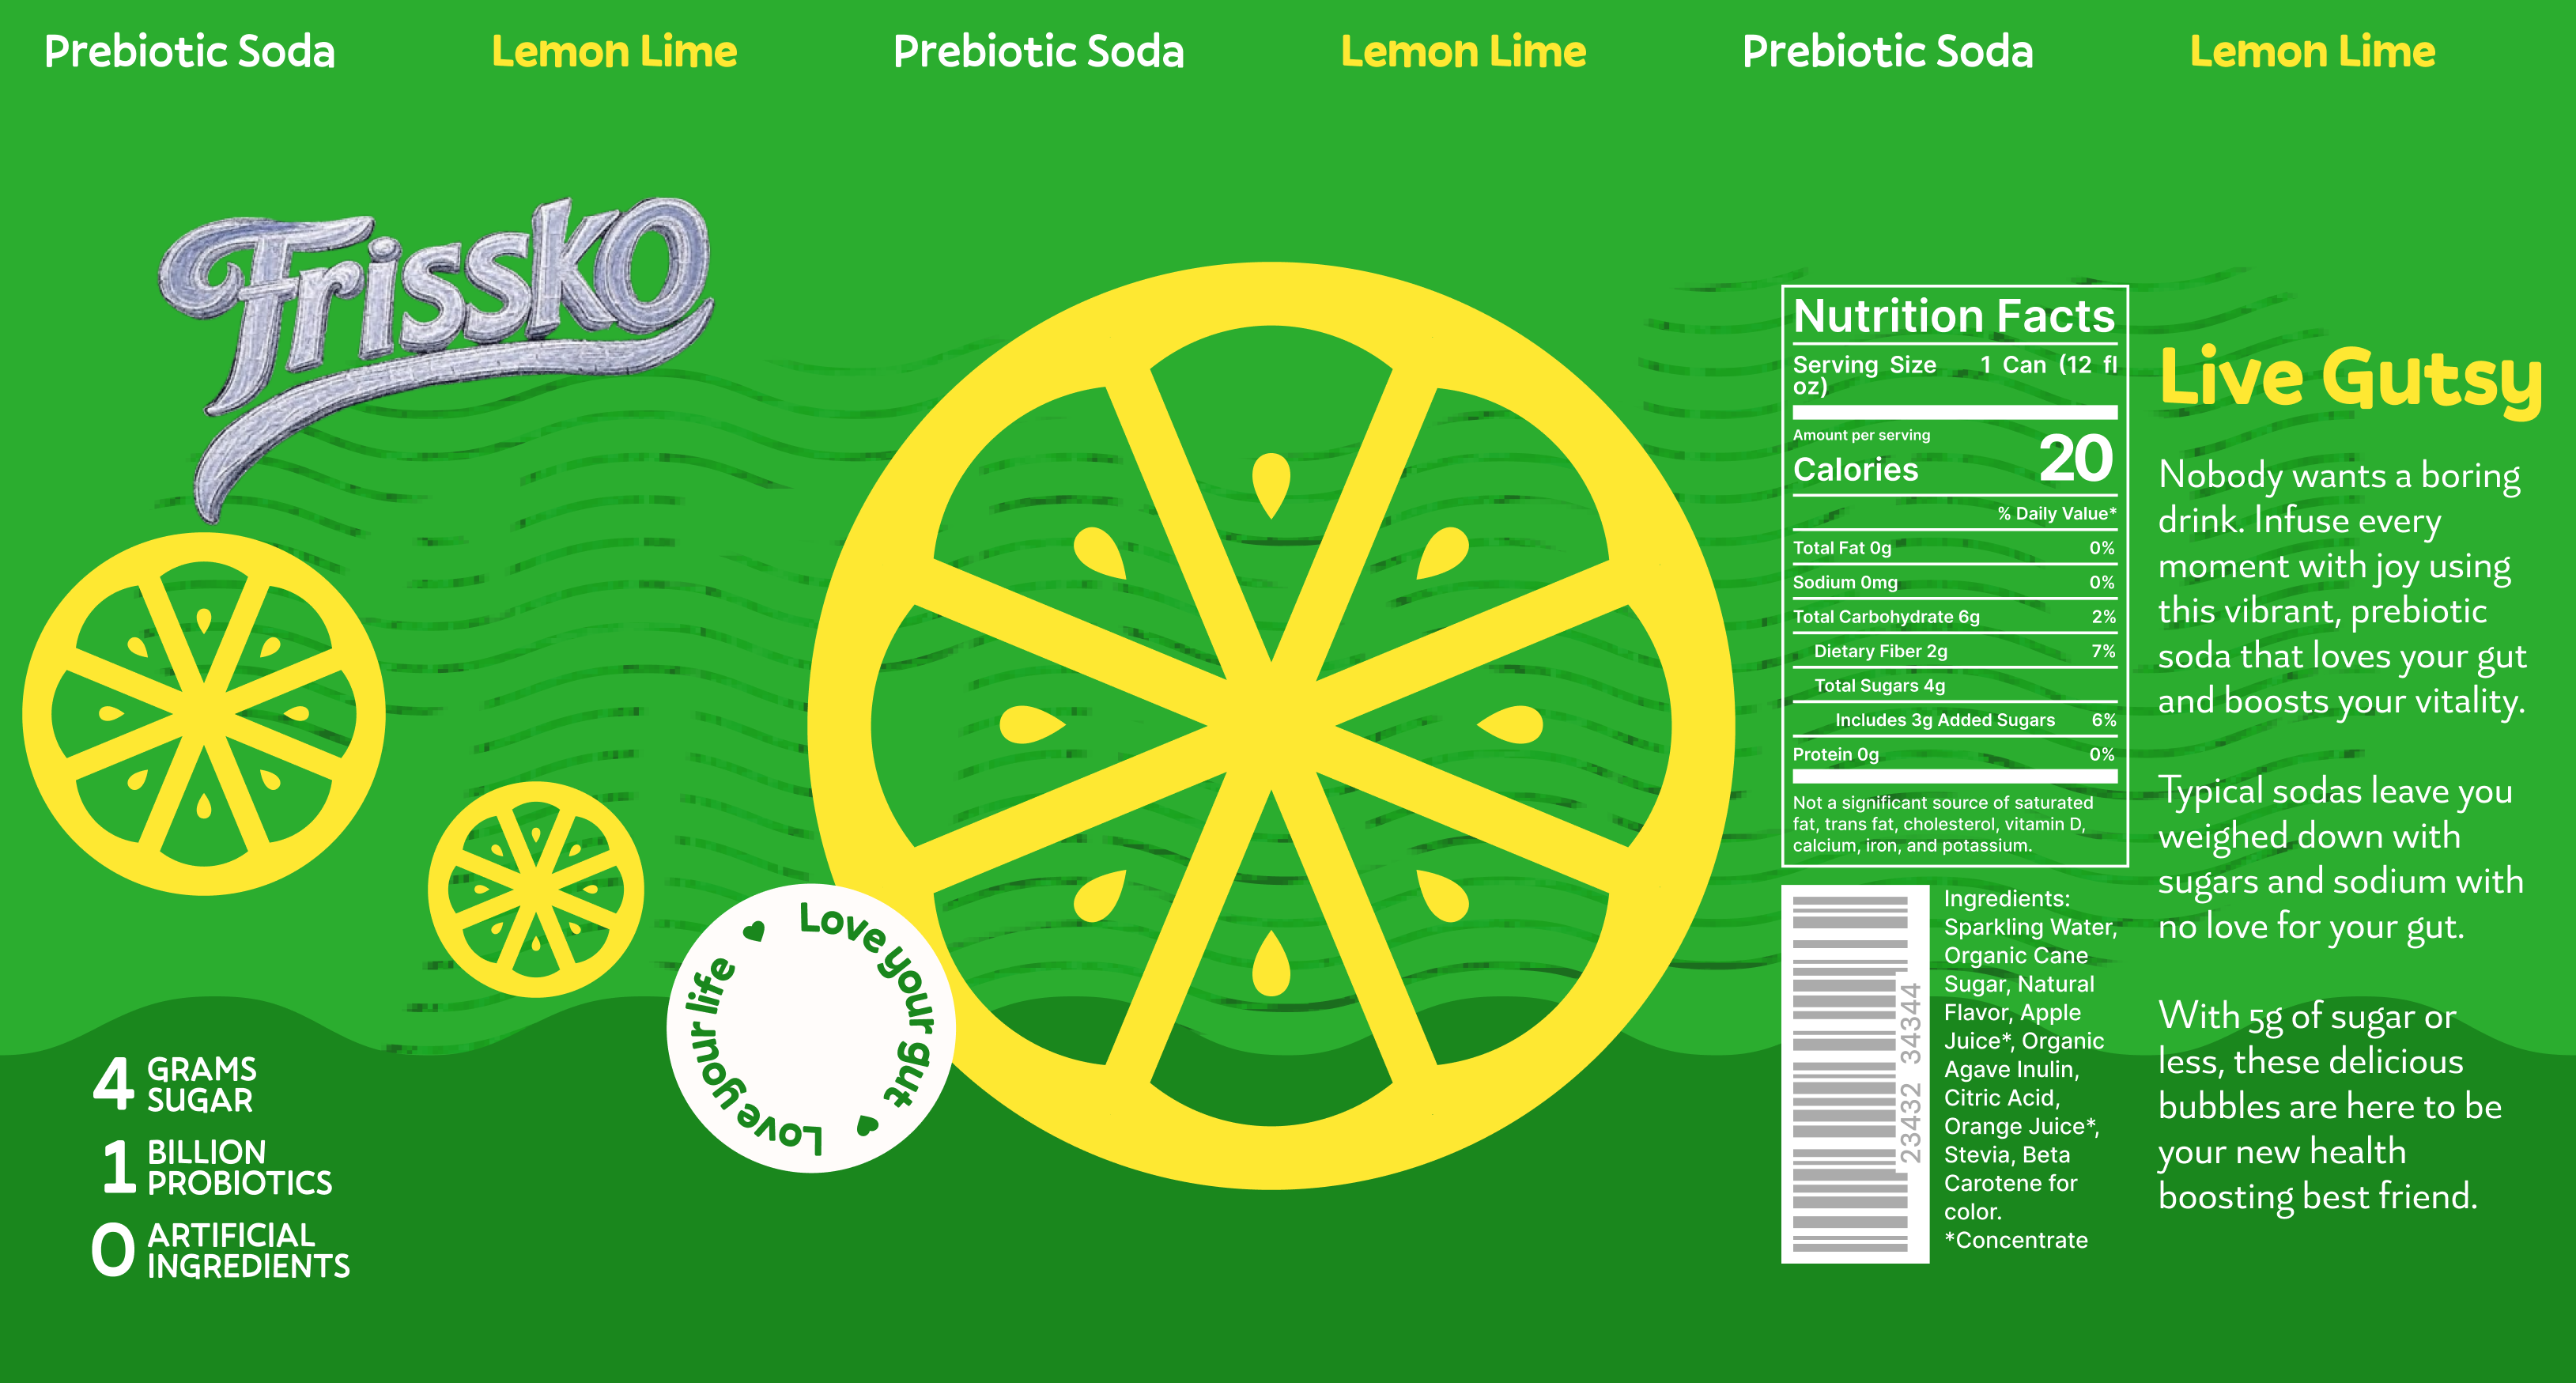 Prebiotic Soda Lemon Lime Prebiotic Soda Lemon Lime Prebiotic Soda Lemon Lime
Frissko
4 GRAMS
SUGAR
1 BILLION
PROBIOTICS
0 ARTIFICIAL
INGREDIENTS
Love your gut
Love your life
Nutrition Facts
Serving Size 1 Can (12 fl
oz)
Amount per serving
Calories 20
% Daily Value*
Total Fat 0g 0%
Sodium 0mg 0%
Total Carbohydrate 6g 2%
Dietary Fiber 2g 7%
Total Sugars 4g
Includes 3g Added Sugars 6%
Protein 0g 0%
Not a significant source of saturated
fat, trans fat, cholesterol, vitamin D,
calcium, iron, and potassium.
23432 34344
Ingredients:
Sparkling Water,
Organic Cane
Sugar, Natural
Flavor, Apple
Juice*, Organic
Agave Inulin,
Citric Acid,
Orange Juice*,
Stevia, Beta
Carotene for
color.
*Concentrate
Live Gutsy
Nobody wants a boring
drink. Infuse every
moment with joy using
this vibrant, prebiotic
soda that loves your gut
and boosts your vitality.
Typical sodas leave you
weighed down with
sugars and sodium with
no love for your gut.
With 5g of sugar or
less, these delicious
bubbles are here to be
your new health
boosting best friend.